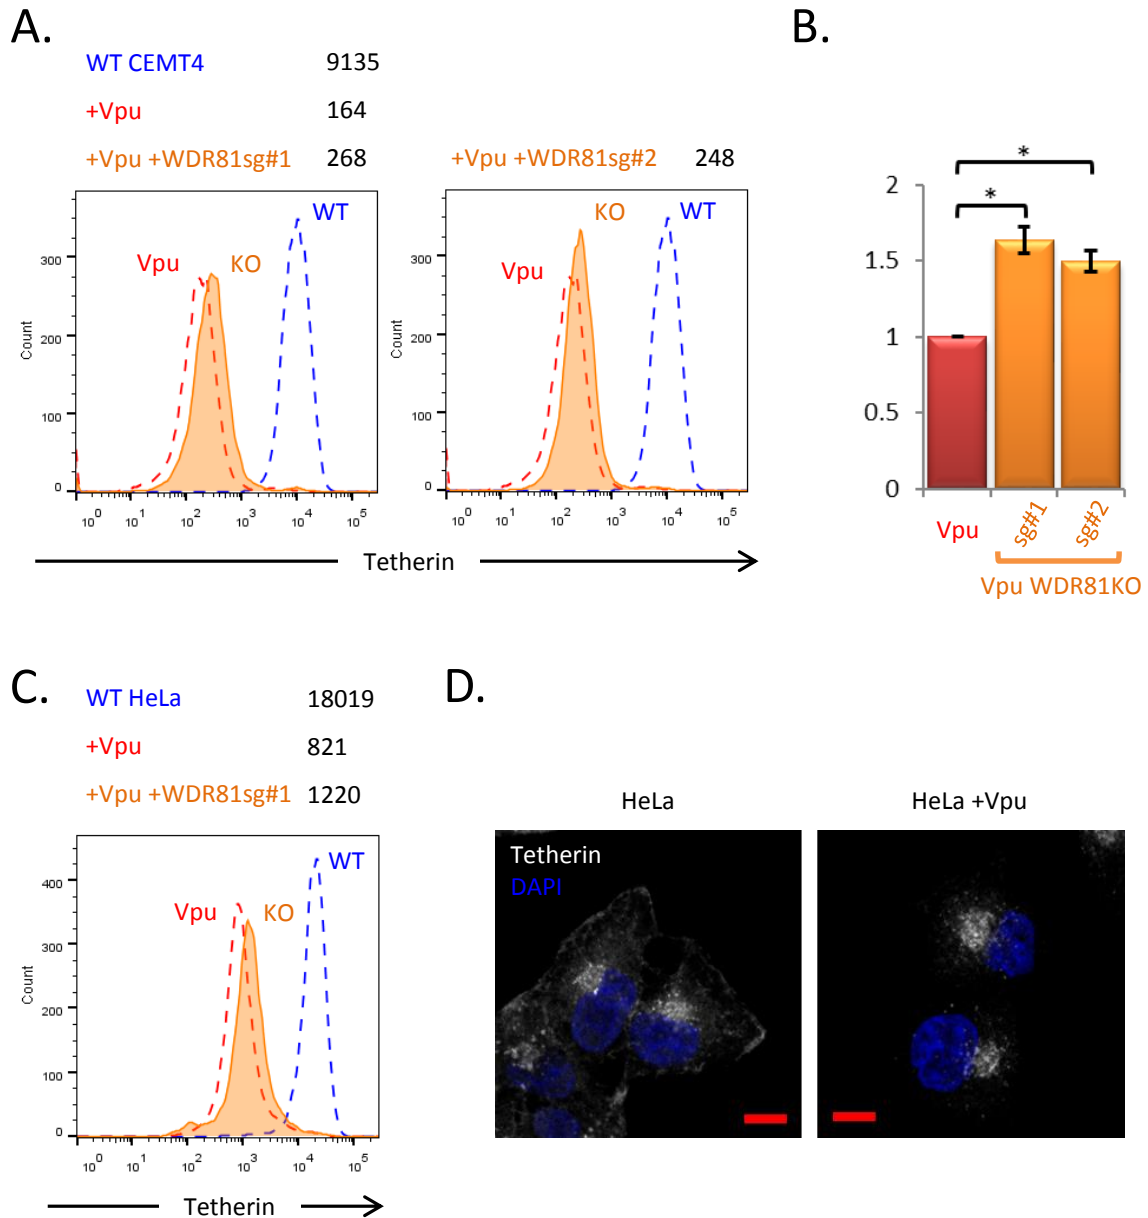 A.
WT CEMT4 9135
+Vpu 164
+Vpu +WDR81sg#1 268
+Vpu +WDR81sg#2 248
Vpu KO WT
Vpu KO WT
Count
300
200
100
0
10^0 10^1 10^2 10^3 10^4 10^5
Count
300
200
100
0
10^0 10^1 10^2 10^3 10^4 10^5
Tetherin
B.
* *
2
1.5
1
0.5
0
Vpu sg#1 sg#2
Vpu WDR81KO
C.
WT HeLa 18019
+Vpu 821
+Vpu +WDR81sg#1 1220
Vpu KO WT
Count
400
300
200
100
0
10^0 10^1 10^2 10^3 10^4 10^5
Tetherin
D.
HeLa HeLa +Vpu
Tetherin
DAPI